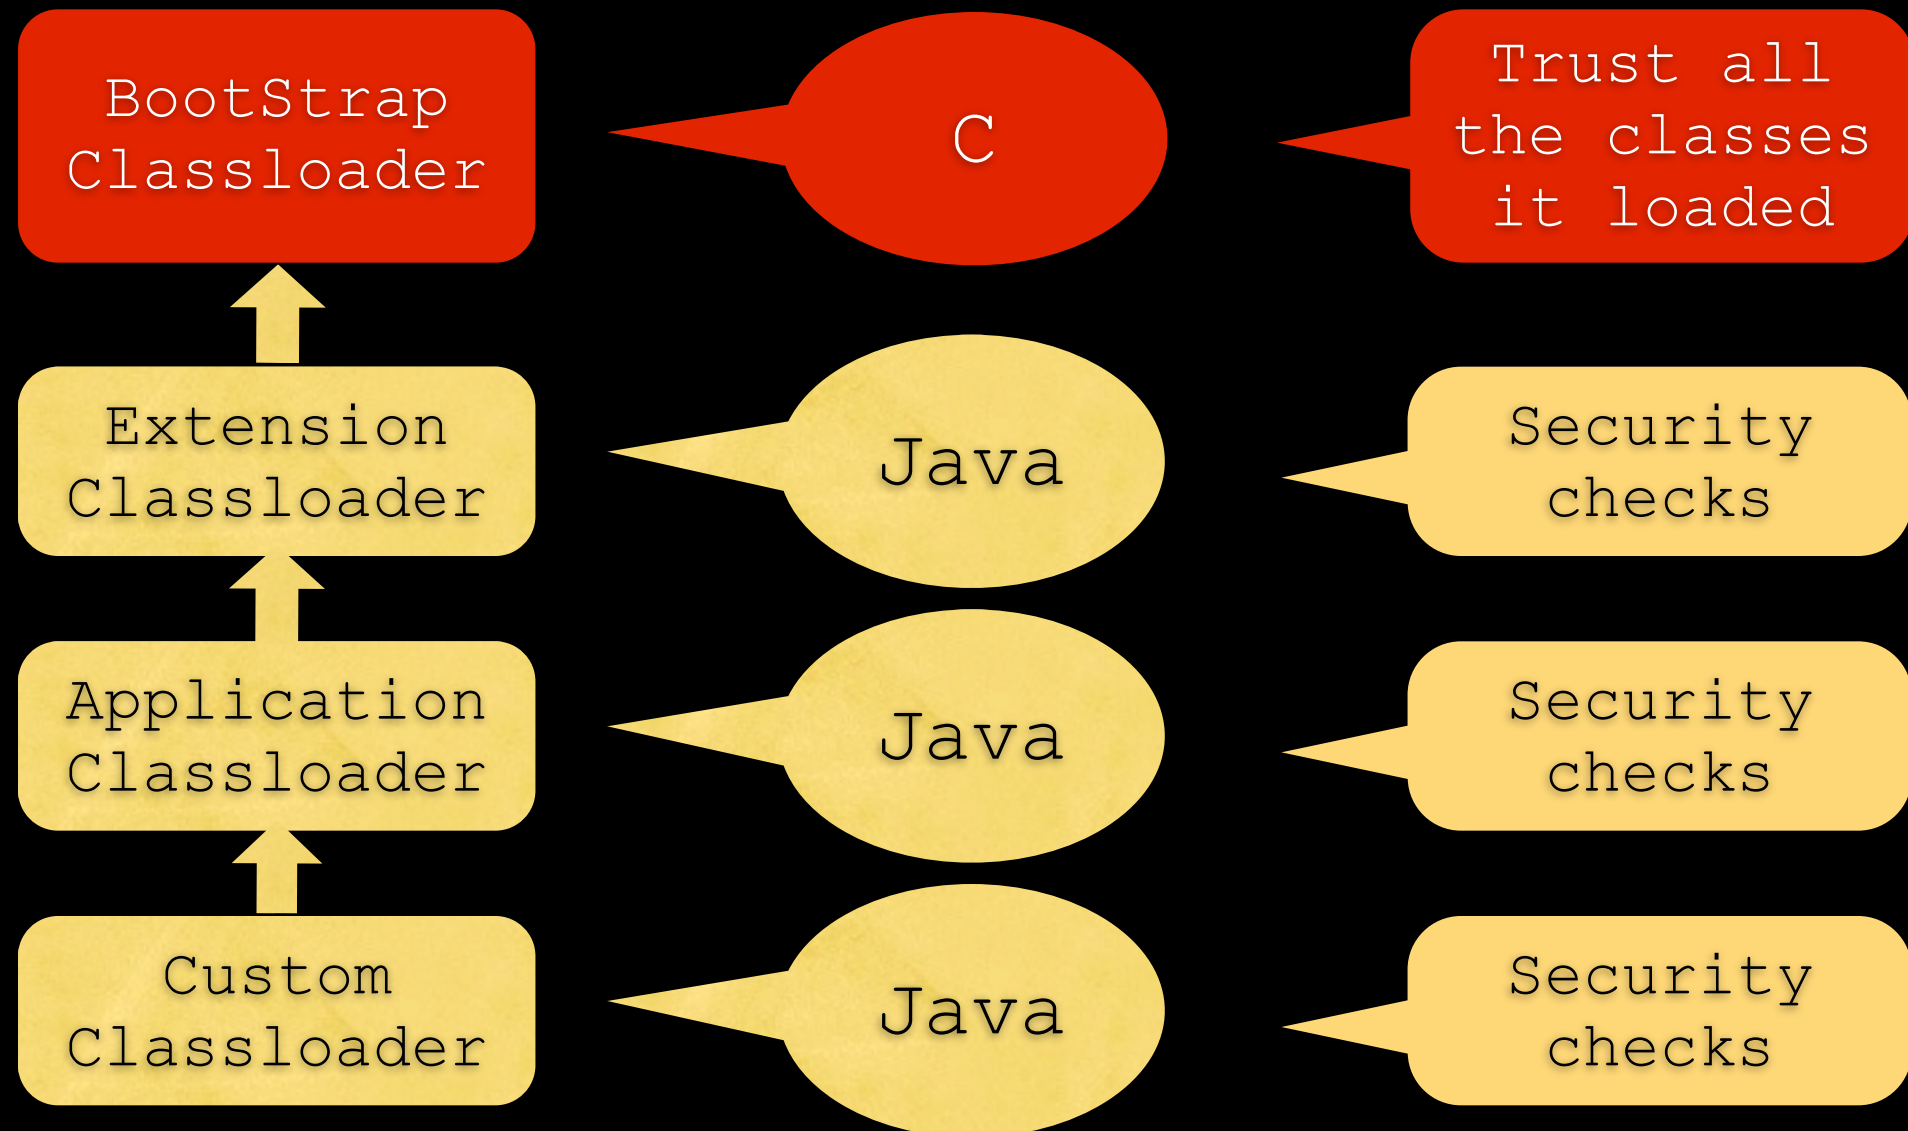 BootStrap
Classloader
C
Trust all
the classes
it loaded
Extension
Classloader
Java
Security
checks
Application
Classloader
Java
Security
checks
Custom
Classloader
Java
Security
checks